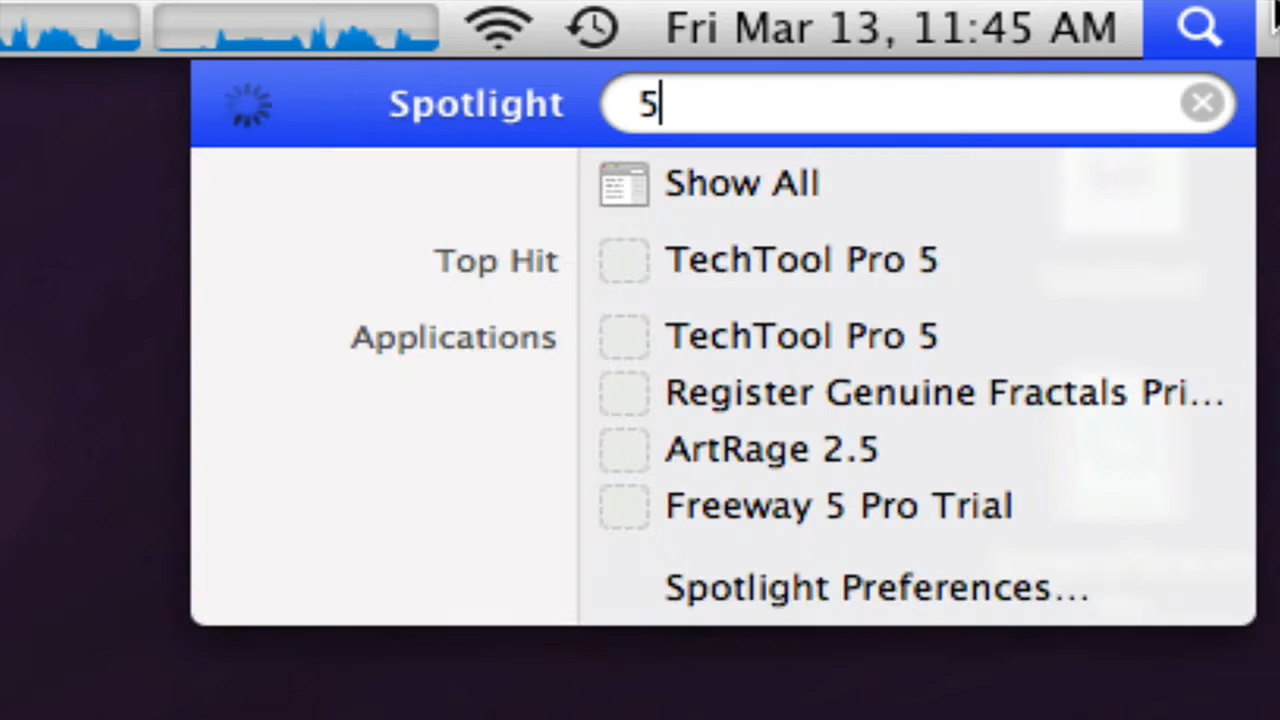 Fri Mar 13, 11:45 AM
Spotlight 5
Show All
Top Hit TechTool Pro 5
Applications TechTool Pro 5
Register Genuine Fractals Pri...
ArtRage 2.5
Freeway 5 Pro Trial
Spotlight Preferences...